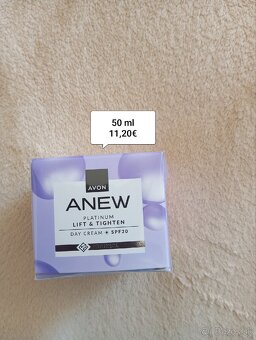 50 ml
11,20€
AVON
ANEW
PLATINUM
LIFT & TIGHTEN
DAY CREAM • SPF20